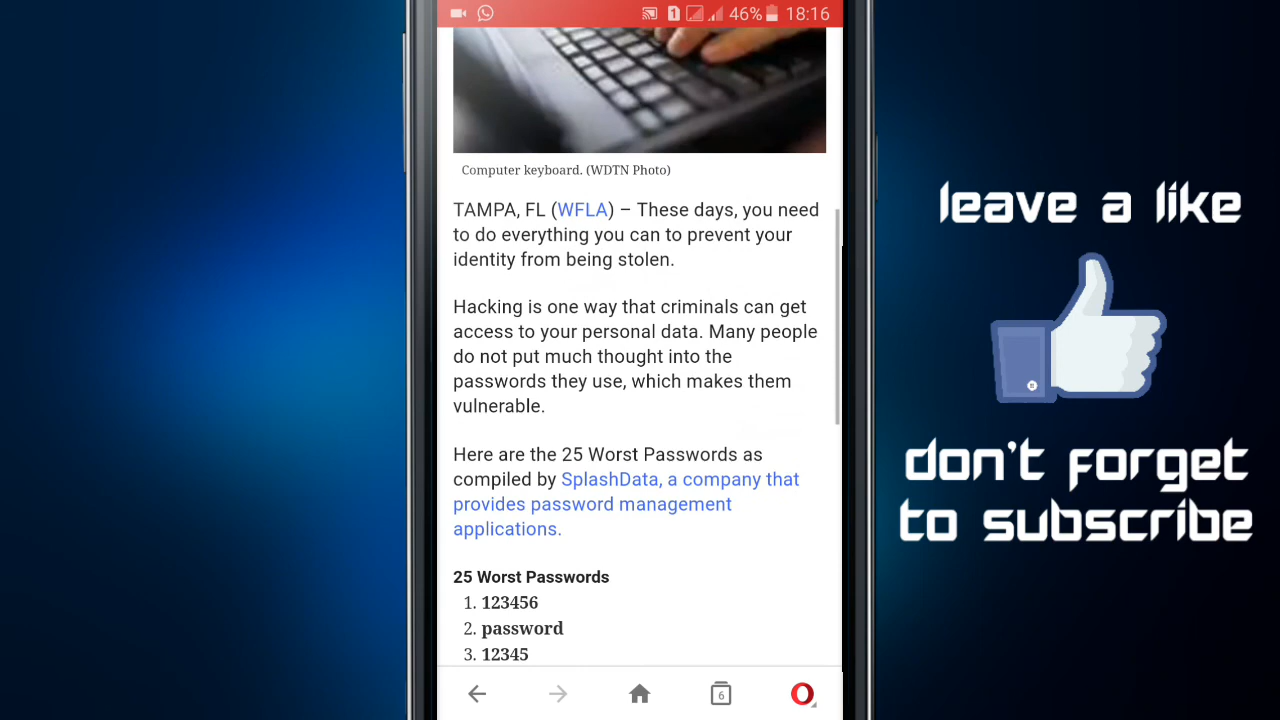 46% 18:16
Computer keyboard. (WDTN Photo)
TAMPA, FL (WFLA) – These days, you need
to do everything you can to prevent your
identity from being stolen.
Hacking is one way that criminals can get
access to your personal data. Many people
do not put much thought into the
passwords they use, which makes them
vulnerable.
Here are the 25 Worst Passwords as
compiled by SplashData, a company that
provides password management
applications.
25 Worst Passwords
1. 123456
2. password
3. 12345
6
leave a like
don't forget
to subscribe